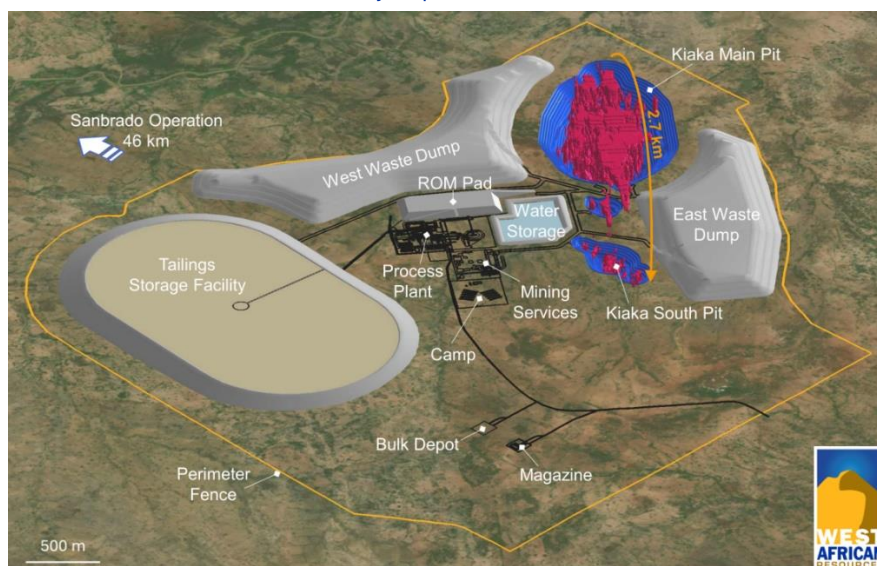 Kiaka Main Pit
Sanbrado Operation
46 km
2.7 km
West Waste Dump
ROM Pad
Water
Storage
East Waste
Dump
Tailings
Storage Facility
Process
Plant
Mining
Services
Kiaka South Pit
Camp
Bulk Depot
Magazine
Perimeter
Fence
500 m
WEST
AFRICAN
RESOURCES